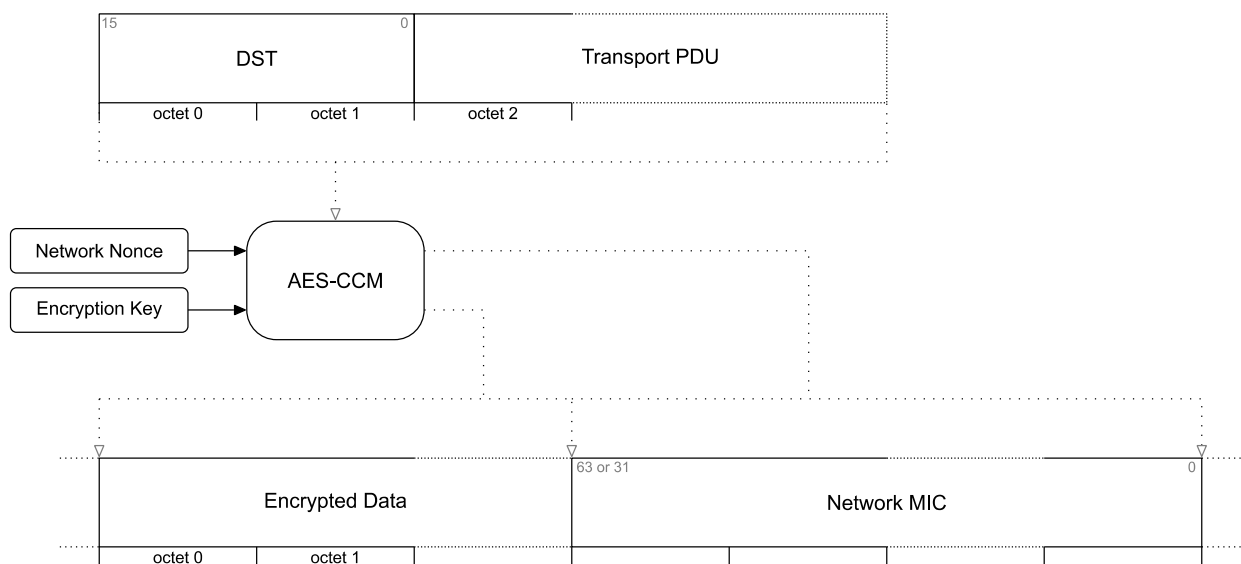 15 0
DST
Transport PDU
octet 0 octet 1 octet 2
Network Nonce
AES-CCM
Encryption Key
63 or 31 0
Encrypted Data
Network MIC
octet 0 octet 1